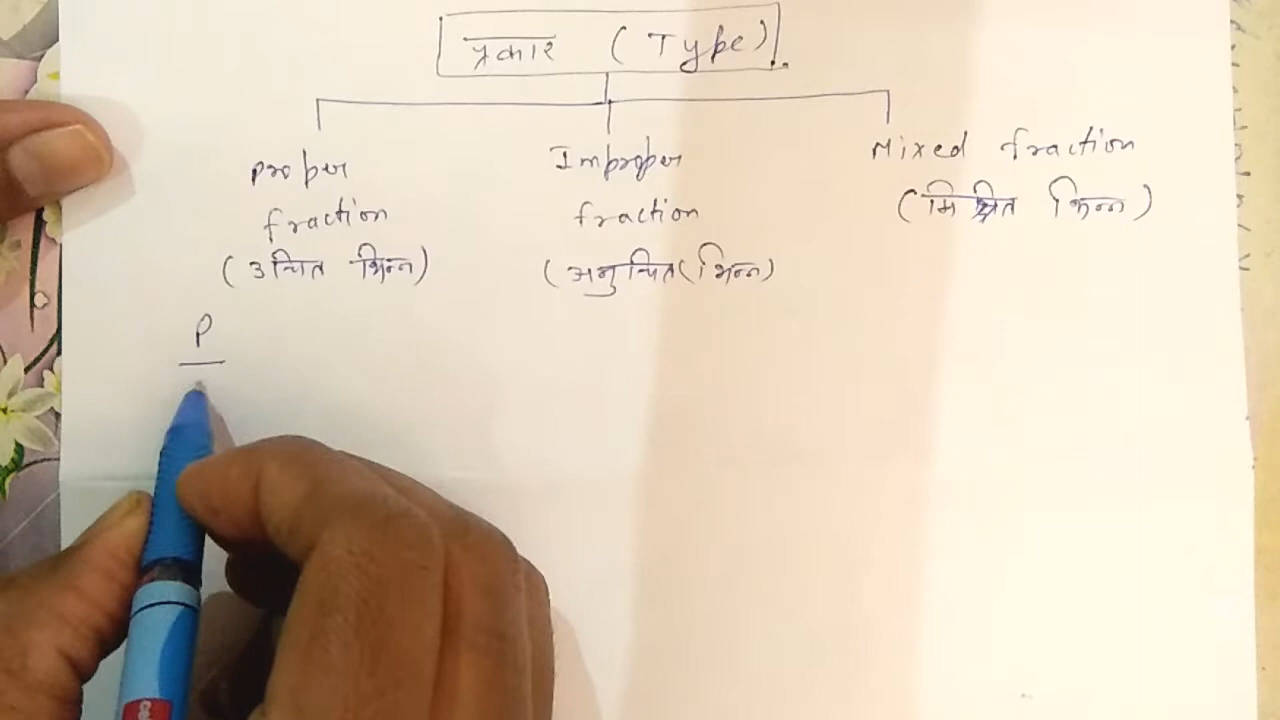 प्रकार (Type)
Proper
fraction
(उचित भिन्न)
Improper
fraction
(अनुचित (भिन्न)
Mixed fraction
(मिश्रित भिन्न)
P